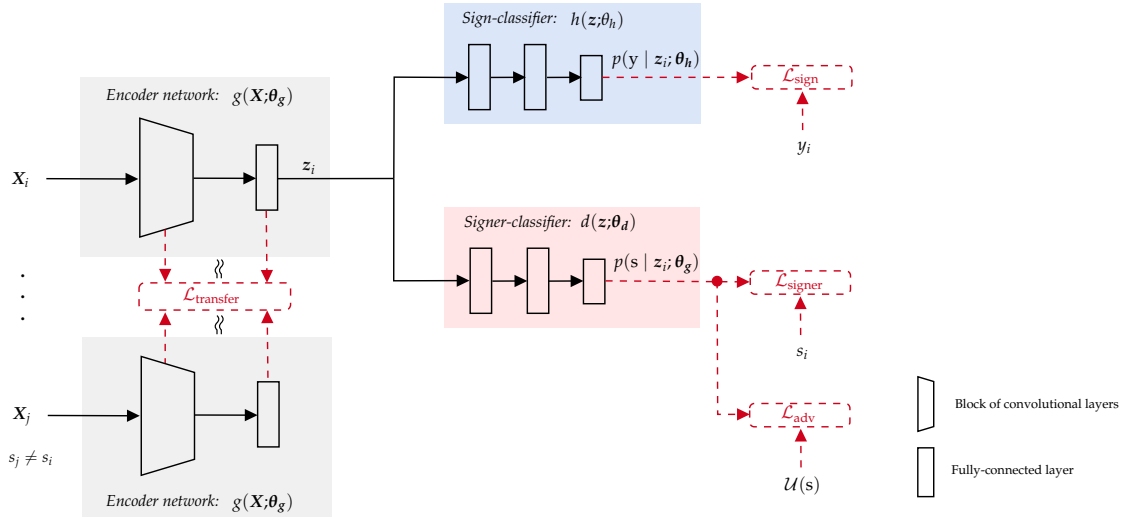 Sign-classifier: h(z;θh)
p(y | zi; θh)
ℒsign
yi
Encoder network: g(X;θg)
Xi
zi
Signer-classifier: d(z;θd)
p(s | zi; θg)
ℒsigner
si
ℒtransfer
Xj
sj ≠ si
Encoder network: g(X;θg)
ℒadv
𝒰(s)
Block of convolutional layers
Fully-connected layer